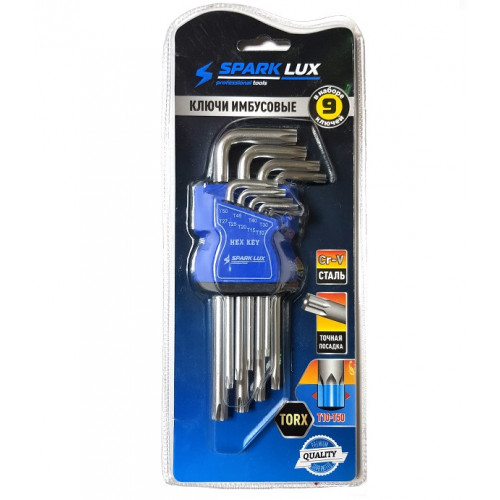 SPARK LUX
professional tools
КЛЮЧИ ИМБУСОВЫЕ
в наборе
9
ключей
T50 T45 T40 T30
T27 T25 T20 T15 T10
HEX KEY
SPARK LUX
Cr-V
СТАЛЬ
ТОЧНАЯ
ПОСАДКА
TORX
T10-T50
PREMIUM
QUALITY